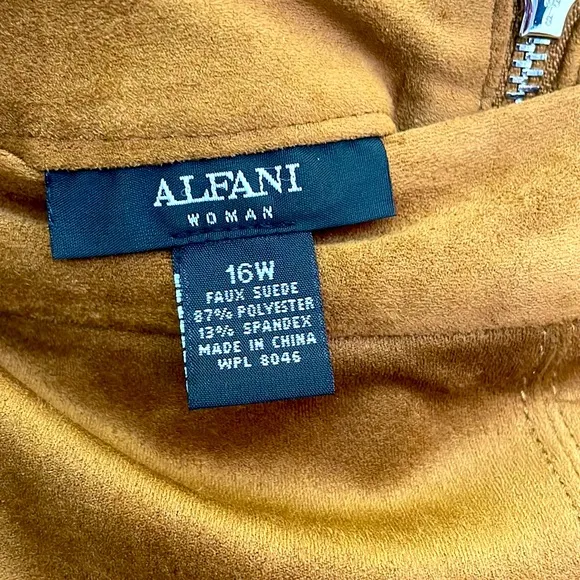 ALFANI
WOMAN
16W
FAUX SUEDE
87% POLYESTER
13% SPANDEX
MADE IN CHINA
WPL 8046